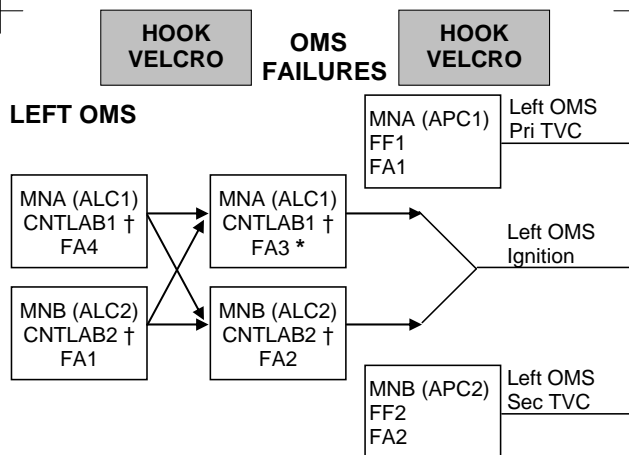 HOOK
VELCRO
OMS
FAILURES
HOOK
VELCRO
LEFT OMS
MNA (APC1)
FF1
FA1
Left OMS
Pri TVC
MNA (ALC1)
CNTLAB1 †
FA4
MNA (ALC1)
CNTLAB1 †
FA3 *
Left OMS
Ignition
MNB (ALC2)
CNTLAB2 †
FA1
MNB (ALC2)
CNTLAB2 †
FA2
MNB (APC2)
FF2
FA2
Left OMS
Sec TVC